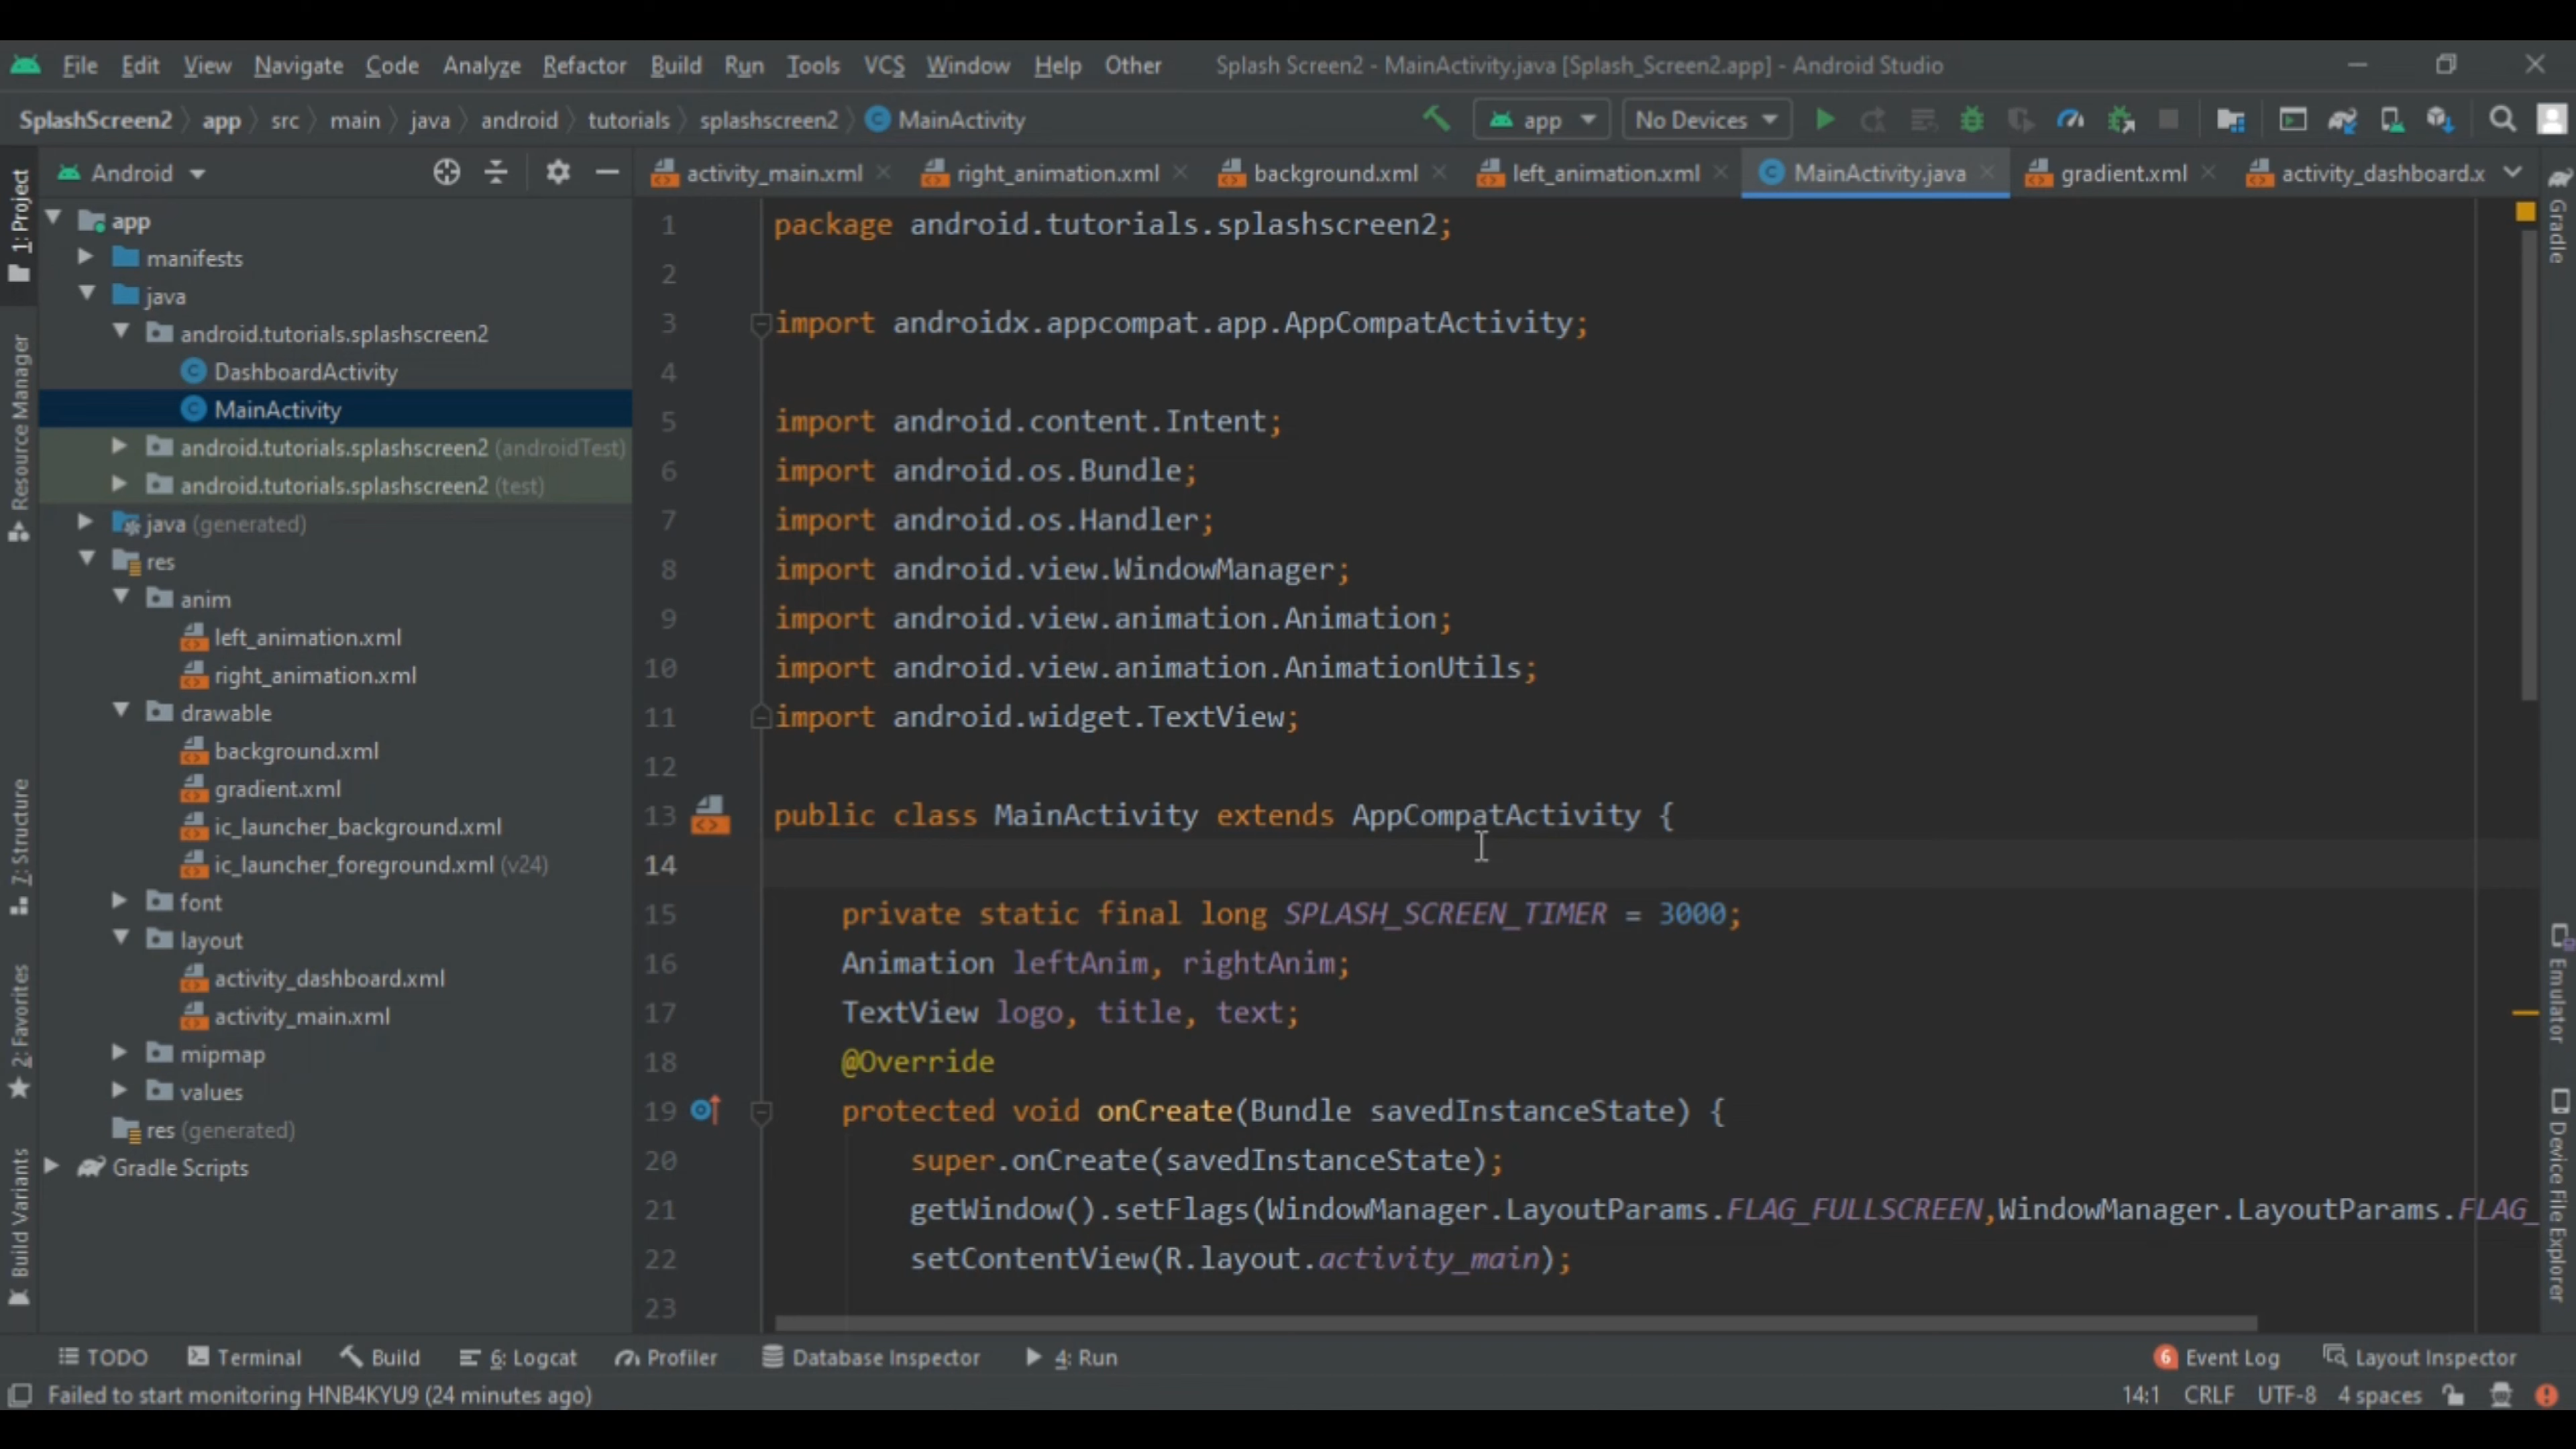 File Edit View Navigate Code Analyze Refactor Build Run Tools VCS Window Help Other Splash Screen2 - MainActivity.java [Splash_Screen2.app] - Android Studio
SplashScreen2 app src main java android tutorials splashscreen2 MainActivity app No Devices
1: Project
Resource Manager
7: Structure
2: Favorites
Build Variants
Android
app
manifests
java
android.tutorials.splashscreen2
DashboardActivity
MainActivity
android.tutorials.splashscreen2 (androidTest)
android.tutorials.splashscreen2 (test)
java (generated)
res
anim
left_animation.xml
right_animation.xml
drawable
background.xml
gradient.xml
ic_launcher_background.xml
ic_launcher_foreground.xml (v24)
font
layout
activity_dashboard.xml
activity_main.xml
mipmap
values
res (generated)
Gradle Scripts
activity_main.xml right_animation.xml background.xml left_animation.xml MainActivity.java gradient.xml activity_dashboard.x
1 package android.tutorials.splashscreen2;
2
3 import androidx.appcompat.app.AppCompatActivity;
4
5 import android.content.Intent;
6 import android.os.Bundle;
7 import android.os.Handler;
8 import android.view.WindowManager;
9 import android.view.animation.Animation;
10 import android.view.animation.AnimationUtils;
11 import android.widget.TextView;
12
13 public class MainActivity extends AppCompatActivity {
14
15 private static final long SPLASH_SCREEN_TIMER = 3000;
16 Animation leftAnim, rightAnim;
17 TextView logo, title, text;
18 @Override
19 protected void onCreate(Bundle savedInstanceState) {
20 super.onCreate(savedInstanceState);
21 getWindow().setFlags(WindowManager.LayoutParams.FLAG_FULLSCREEN,WindowManager.LayoutParams.FLAG_
22 setContentView(R.layout.activity_main);
23
Gradle
Emulator
Device File Explorer
TODO Terminal Build 6: Logcat Profiler Database Inspector 4: Run 6 Event Log Layout Inspector
Failed to start monitoring HNB4KYU9 (24 minutes ago) 14:1 CRLF UTF-8 4 spaces